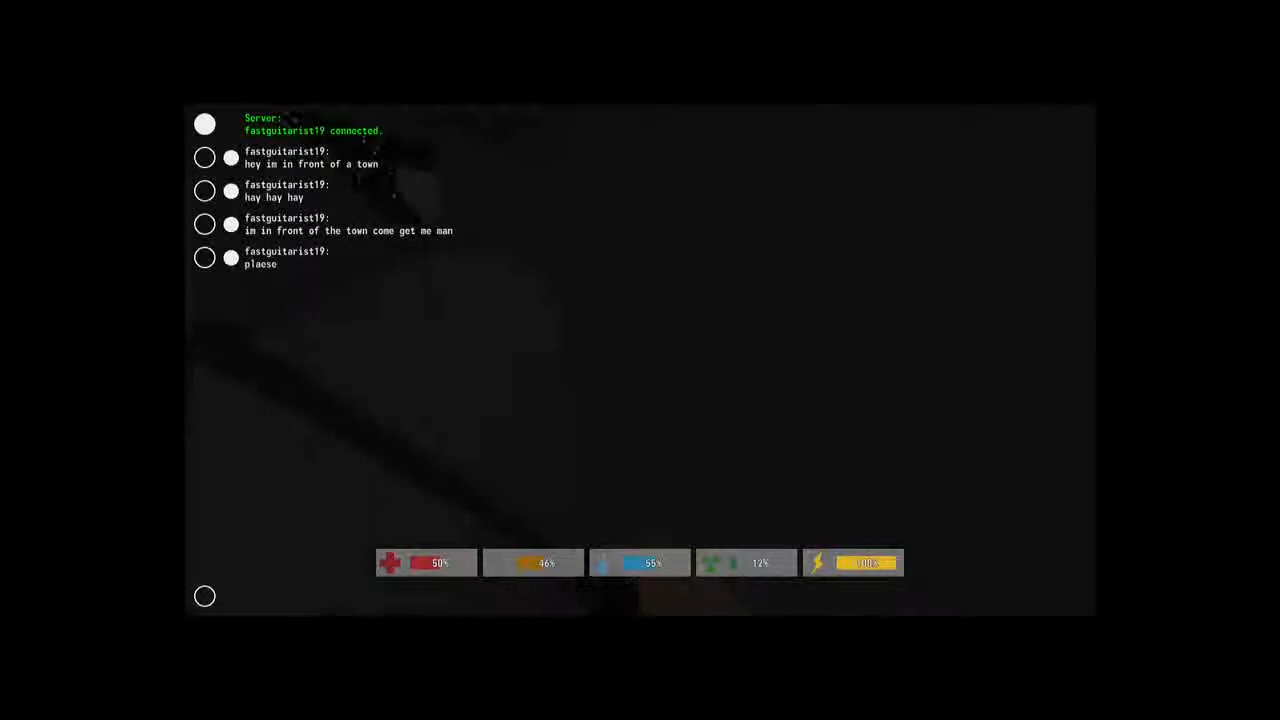 Server:
fastguitarist19 connected.
fastguitarist19:
hey im in front of a town
fastguitarist19:
hay hay hay
fastguitarist19:
im in front of the town come get me man
fastguitarist19:
plaese
50% 46% 55% 12% 100%